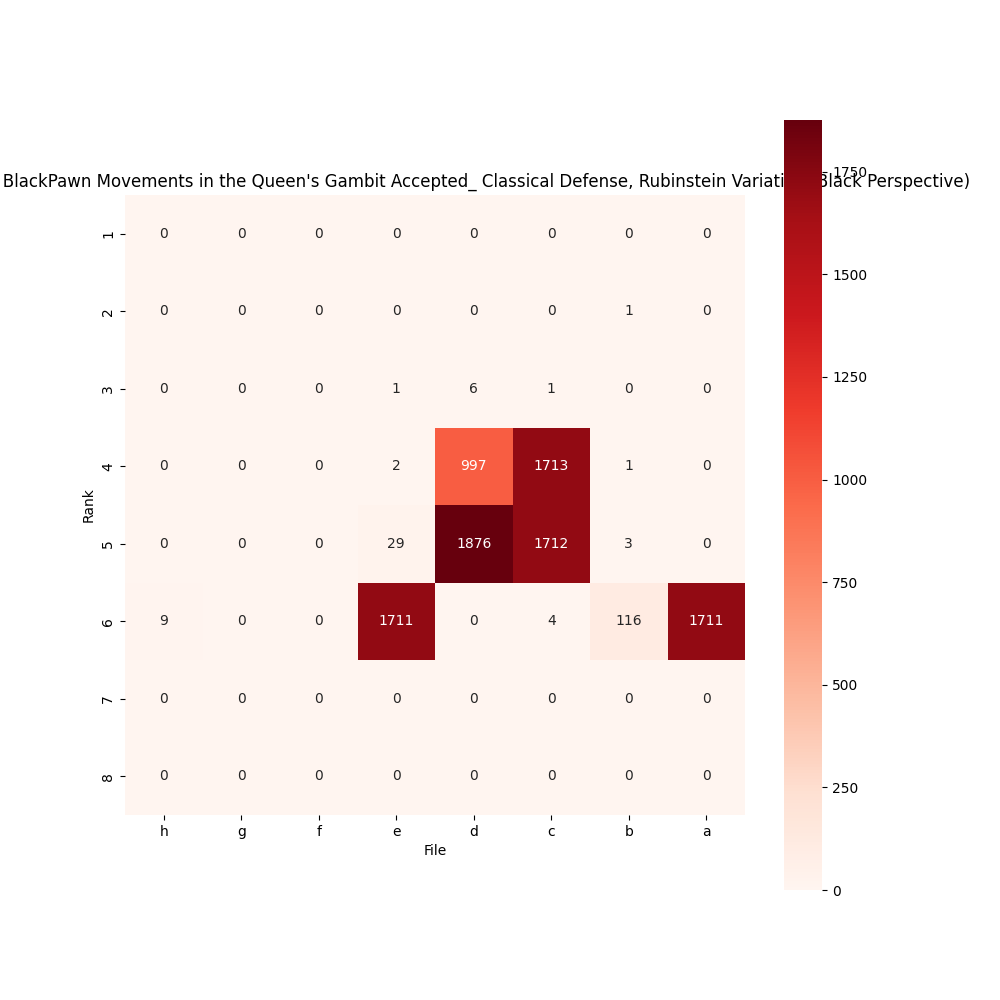 BlackPawn Movements in the Queen's Gambit Accepted_ Classical Defense, Rubinstein Perspective)
1750
1 0 0 0 0 0 0 0 0
1500
2 0 0 0 0 0 0 1 0
1250
3 0 0 0 1 6 1 0 0
4 0 0 0 2 997 1713 1 0
1000
Rank
5 0 0 0 29 1876 1712 3 0
750
6 9 0 0 1711 0 4 116 1711
500
7 0 0 0 0 0 0 0 0
8 0 0 0 0 0 0 0 0
250
h g f e d c b a
File
0